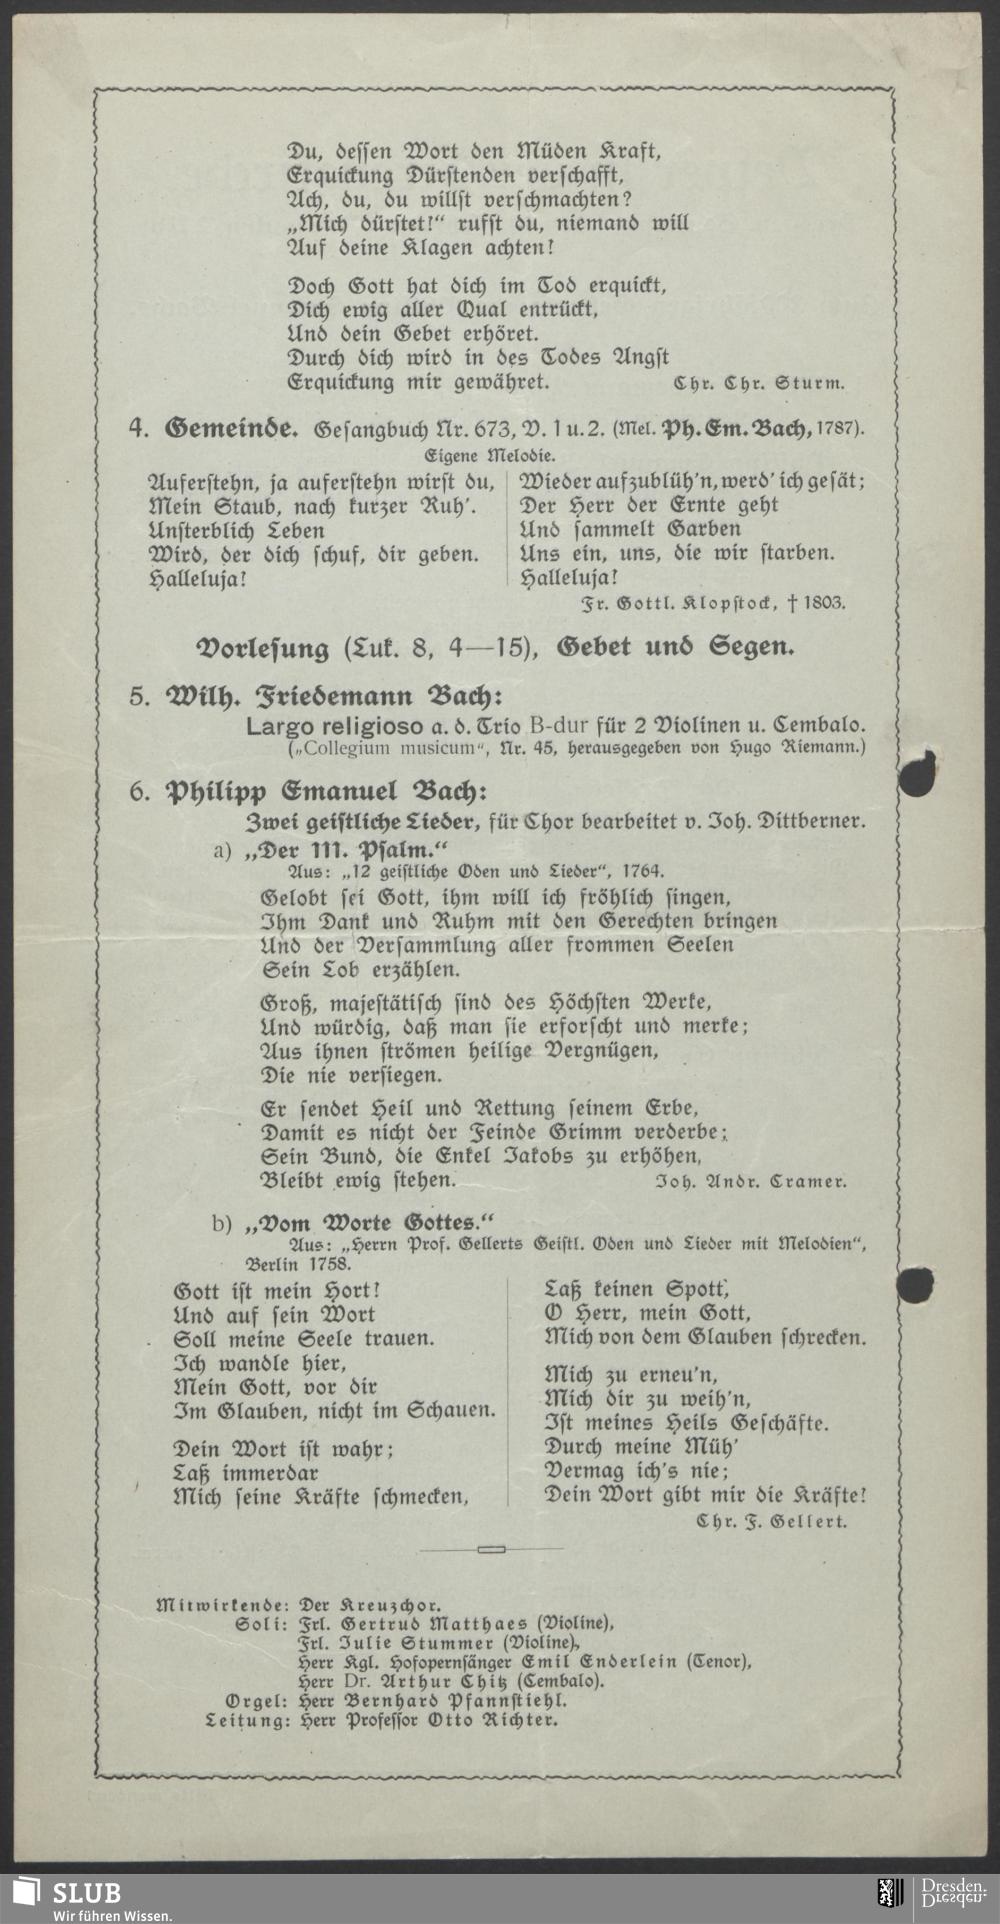 Du, dessen Wort den Müden Kraft,
Erquickung Dürstenden verschafft,
Ach, du, du willst verschmachten?
„Mich dürstet!“ rufst du, niemand will
Auf deine Klagen achten!
Doch Gott hat dich im Tod erquickt,
Dich ewig aller Qual entrückt,
Und dein Gebet erhöret.
Durch dich wird in des Todes Angst
Erquickung mir gewähret. Chr. Chr. Sturm.
4. Gemeinde. Gesangbuch Nr. 673, V. 1 u. 2. (Mel. Ph. Em. Bach, 1787).
Eigene Melodie.
Auferstehn, ja auferstehn wirst du,
Mein Staub, nach kurzer Ruh’.
Unsterblich Leben
Wird, der dich schuf, dir geben.
Halleluja!
Wieder aufzublüh’n, werd’ ich gesät;
Der Herr der Ernte geht
Und sammelt Garben
Uns ein, uns, die wir starben.
Halleluja!
Fr. Gottl. Klopstock, † 1803.
Vorlesung (Luk. 8, 4—15), Gebet und Segen.
5. Wilh. Friedemann Bach:
Largo religioso a. d. Trio B-dur für 2 Violinen u. Cembalo.
(„Collegium musicum“, Nr. 45, herausgegeben von Hugo Riemann.)
6. Philipp Emanuel Bach:
Zwei geistliche Lieder, für Chor bearbeitet v. Joh. Dittberner.
a) „Der 111. Psalm.“
Aus: „12 geistliche Oden und Lieder“, 1764.
Gelobt sei Gott, ihm will ich fröhlich singen,
Ihm Dank und Ruhm mit den Gerechten bringen
Und der Versammlung aller frommen Seelen
Sein Lob erzählen.
Groß, majestätisch sind des Höchsten Werke,
Und würdig, daß man sie erforscht und merke;
Aus ihnen strömen heilige Vergnügen,
Die nie versiegen.
Er sendet Heil und Rettung seinem Erbe,
Damit es nicht der Feinde Grimm verderbe;
Sein Bund, die Enkel Jakobs zu erhöhen,
Bleibt ewig stehen. Joh. Andr. Cramer.
b) „Vom Worte Gottes.“
Aus: „Herrn Prof. Gellerts Geistl. Oden und Lieder mit Melodien“,
Berlin 1758.
Gott ist mein Hort!
Und auf sein Wort
Soll meine Seele trauen.
Ich wandle hier,
Mein Gott, vor dir
Im Glauben, nicht im Schauen.
Dein Wort ist wahr;
Laß immerdar
Mich seine Kräfte schmecken,
Laß keinen Spott,
O Herr, mein Gott,
Mich von dem Glauben schrecken.
Mich zu erneu’n,
Mich dir zu weih’n,
Ist meines Heils Geschäfte.
Durch meine Müh’
Vermag ich’s nie;
Dein Wort gibt mir die Kräfte!
Chr. F. Gellert.
Mitwirkende: Der Kreuzchor.
Soli: Frl. Gertrud Matthaes (Violine),
Frl. Julie Stummer (Violine),
Herr Kgl. Hofopernsänger Emil Enderlein (Tenor),
Herr Dr. Arthur Chitz (Cembalo).
Orgel: Herr Bernhard Pfannstiehl.
Leitung: Herr Professor Otto Richter.
SLUB
Wir führen Wissen.
Dresden.
Dresden.